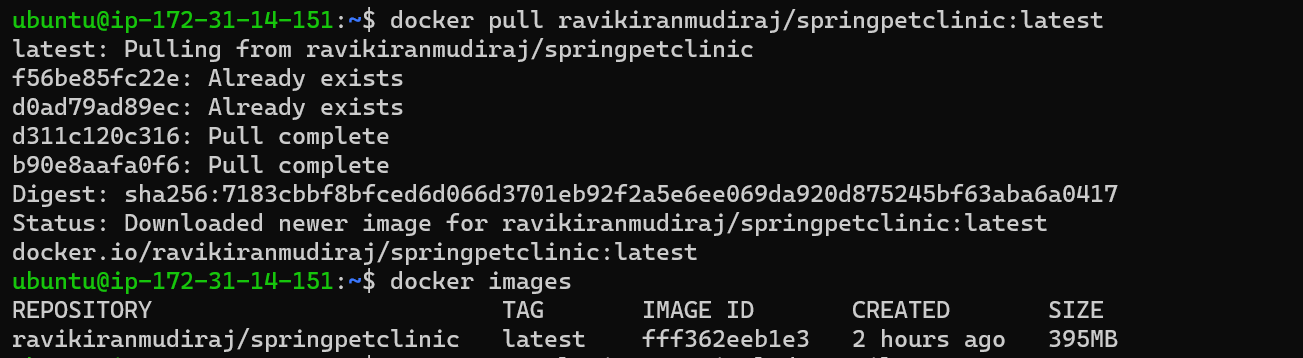 ubuntu@ip-172-31-14-151:~$ docker pull ravikiranmudiraj/springpetclinic:latest
latest: Pulling from ravikiranmudiraj/springpetclinic
f56be85fc22e: Already exists
d0ad79ad89ec: Already exists
d311c120c316: Pull complete
b90e8aafa0f6: Pull complete
Digest: sha256:7183cbbf8bfced6d066d3701eb92f2a5e6ee069da920d875245bf63aba6a0417
Status: Downloaded newer image for ravikiranmudiraj/springpetclinic:latest
docker.io/ravikiranmudiraj/springpetclinic:latest
ubuntu@ip-172-31-14-151:~$ docker images
REPOSITORY TAG IMAGE ID CREATED SIZE
ravikiranmudiraj/springpetclinic latest fff362eeb1e3 2 hours ago 395MB